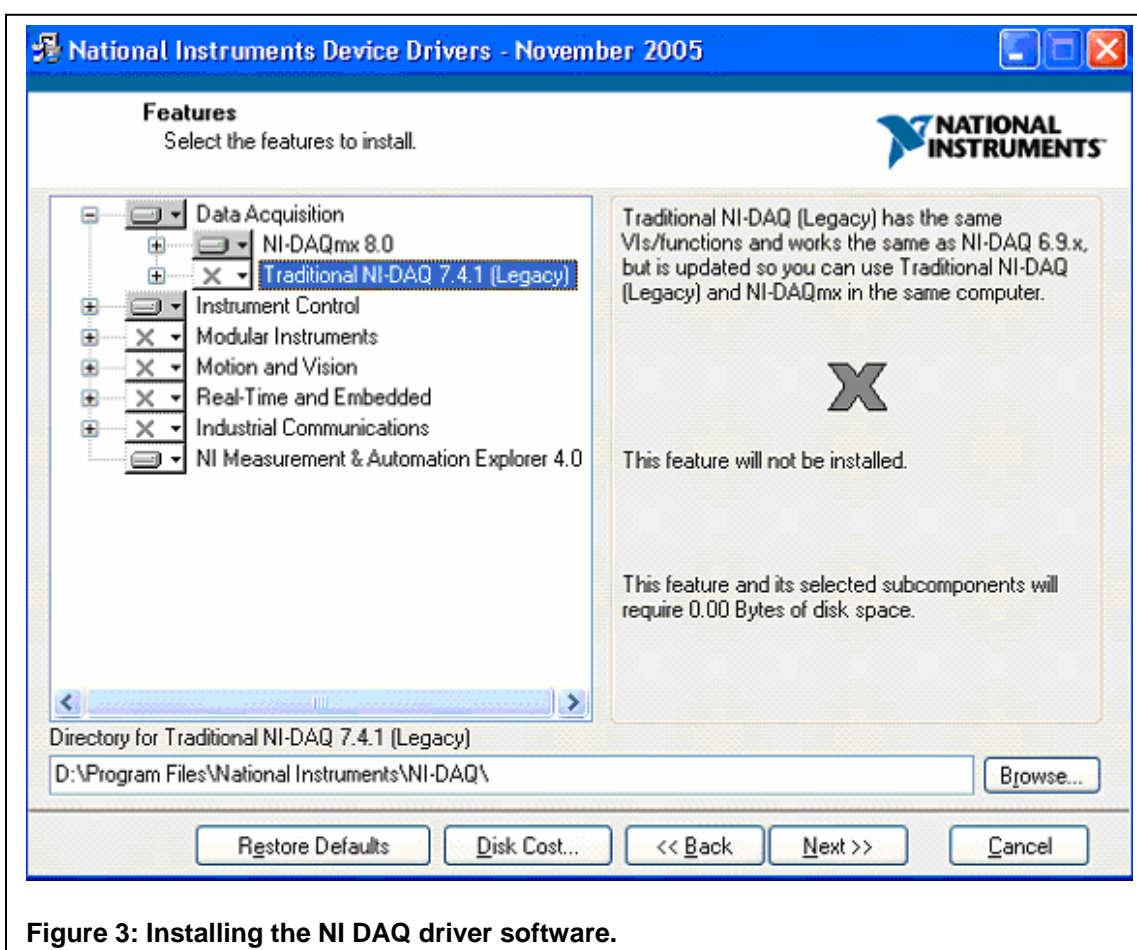 National Instruments Device Drivers - November 2005
Features
Select the features to install.
NATIONAL
INSTRUMENTS™
Data Acquisition
NI-DAQmx 8.0
Traditional NI-DAQ 7.4.1 (Legacy)
Instrument Control
Modular Instruments
Motion and Vision
Real-Time and Embedded
Industrial Communications
NI Measurement & Automation Explorer 4.0
Traditional NI-DAQ (Legacy) has the same
VIs/functions and works the same as NI-DAQ 6.9.x,
but is updated so you can use Traditional NI-DAQ
(Legacy) and NI-DAQmx in the same computer.
This feature will not be installed.
This feature and its selected subcomponents will
require 0.00 Bytes of disk space.
Directory for Traditional NI-DAQ 7.4.1 (Legacy)
D:\Program Files\National Instruments\NI-DAQ\
Browse...
Restore Defaults
Disk Cost...
<< Back
Next >>
Cancel
Figure 3: Installing the NI DAQ driver software.